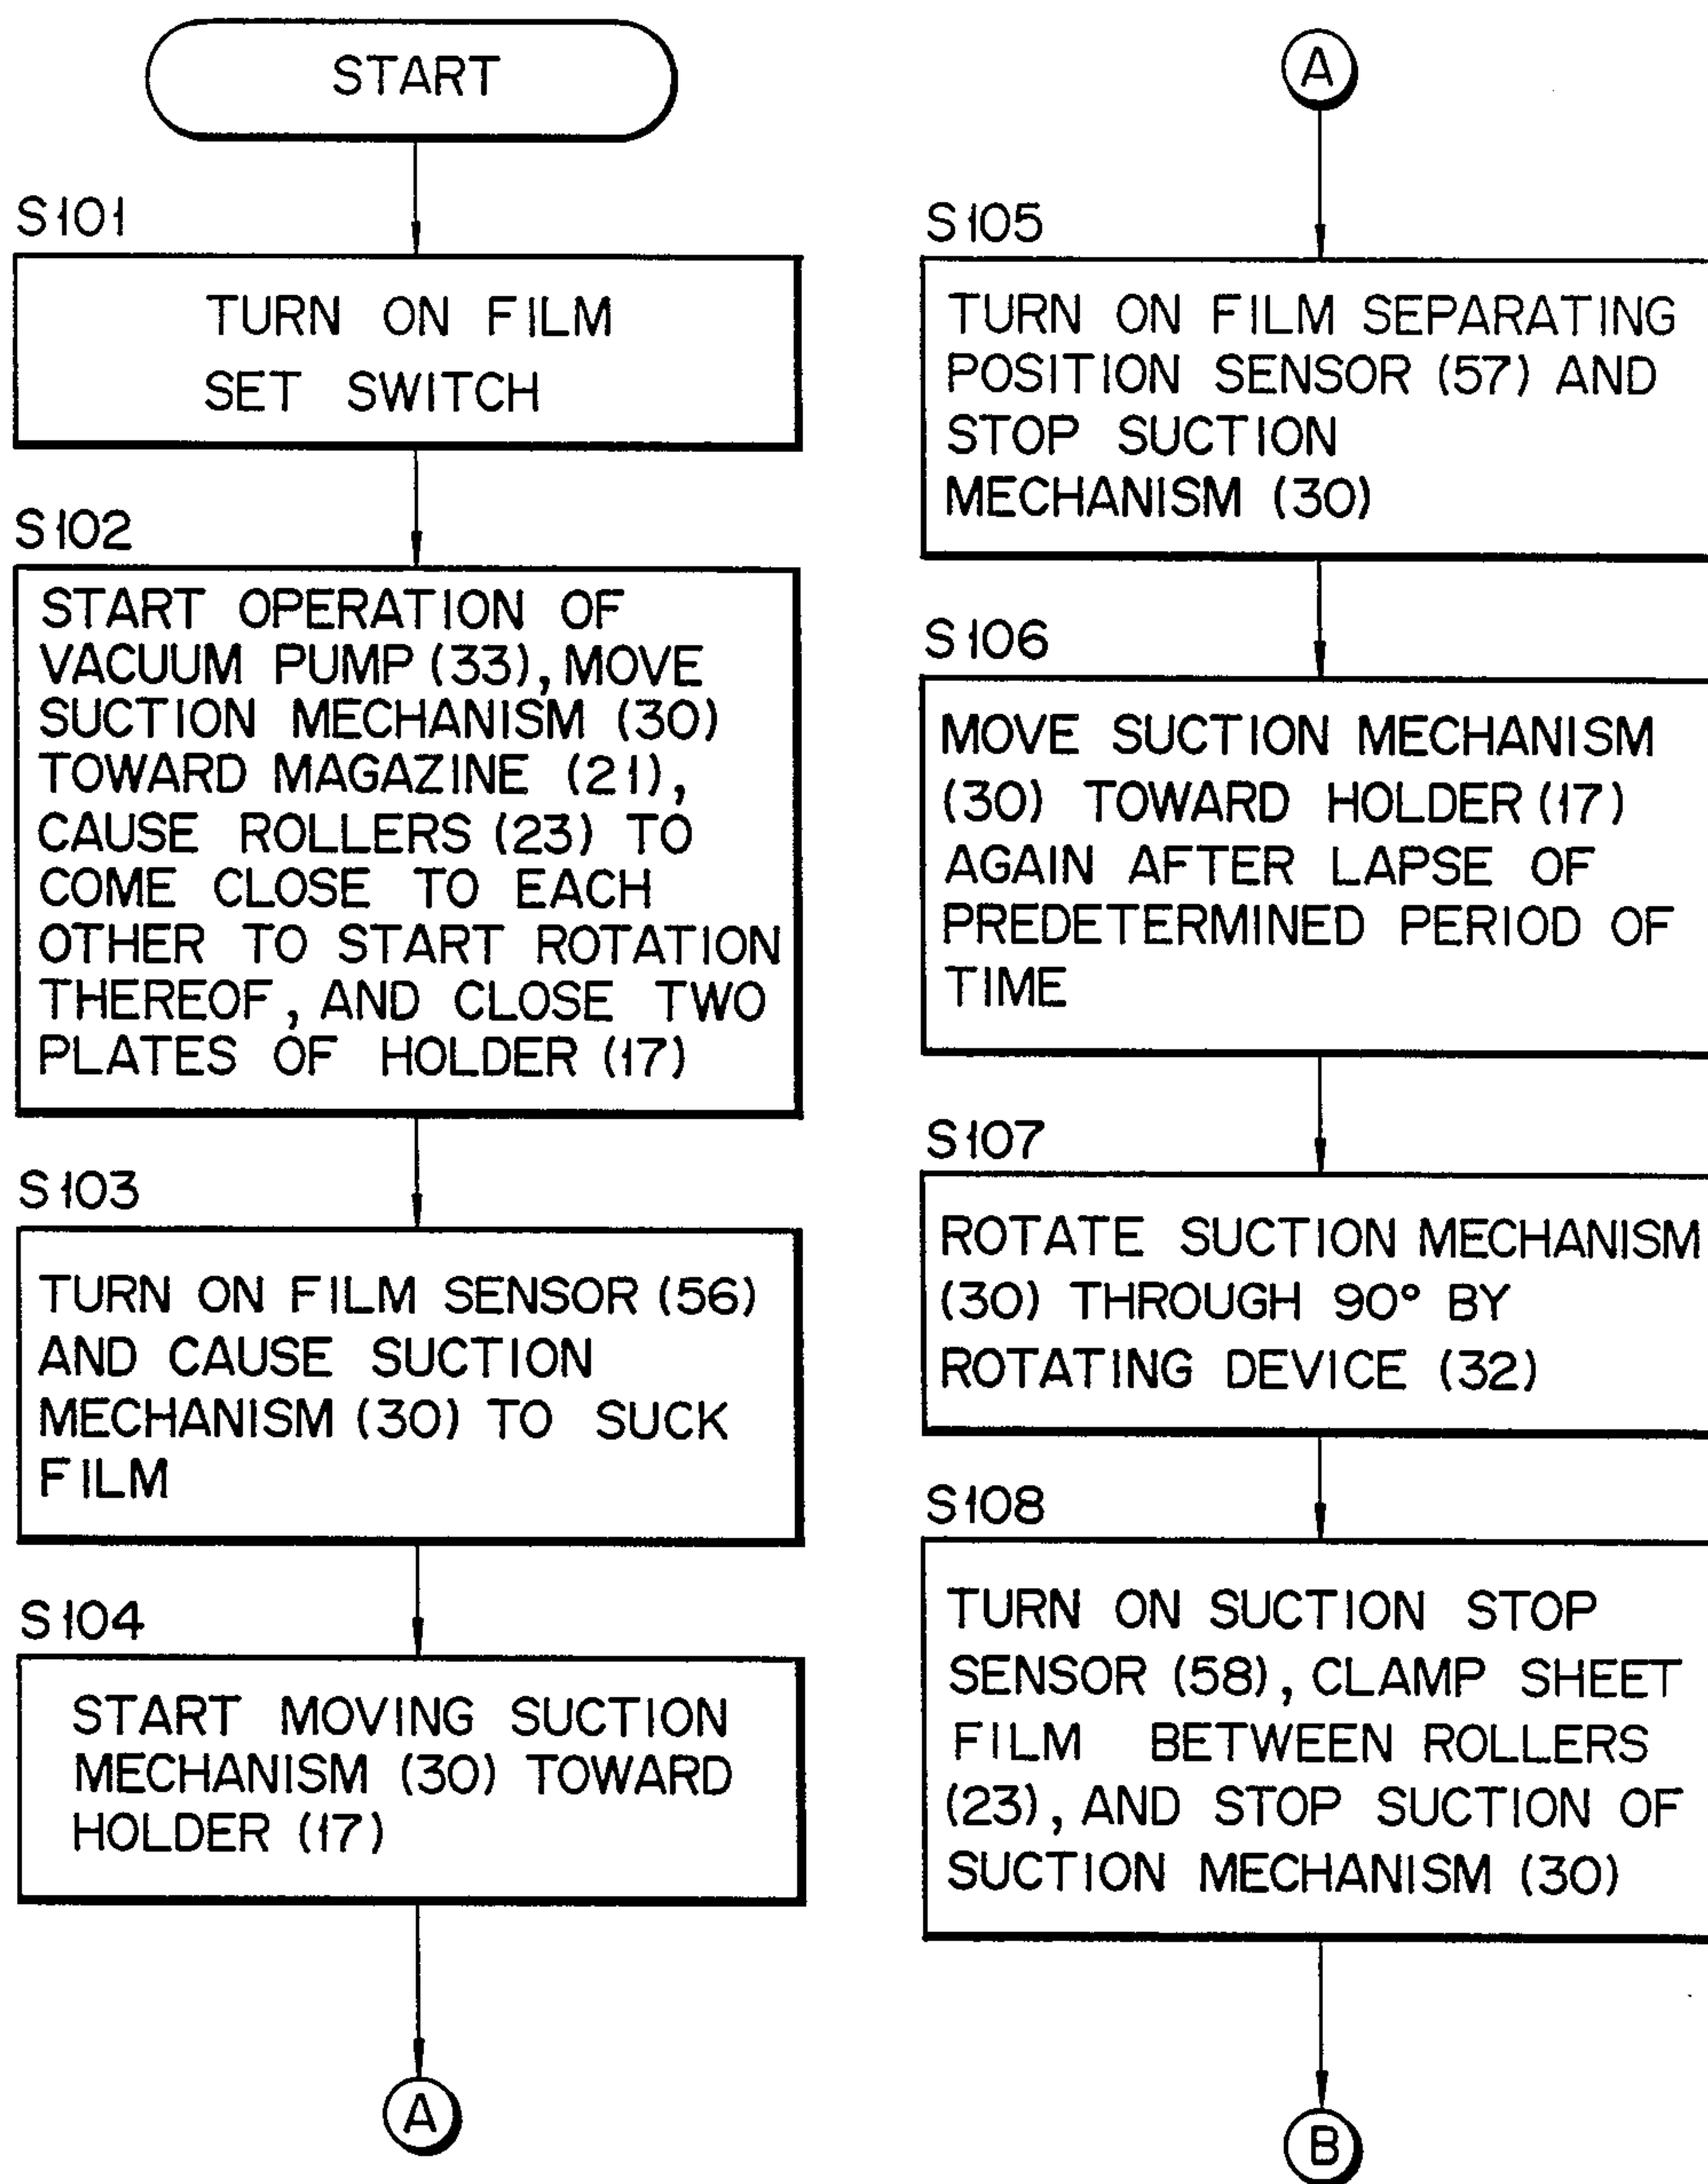 START
S101
TURN ON FILM
SET SWITCH
S102
START OPERATION OF
VACUUM PUMP (33), MOVE
SUCTION MECHANISM (30)
TOWARD MAGAZINE (21),
CAUSE ROLLERS (23) TO
COME CLOSE TO EACH
OTHER TO START ROTATION
THEREOF, AND CLOSE TWO
PLATES OF HOLDER (17)
S103
TURN ON FILM SENSOR (56)
AND CAUSE SUCTION
MECHANISM (30) TO SUCK
FILM
S104
START MOVING SUCTION
MECHANISM (30) TOWARD
HOLDER (17)
A
A
S105
TURN ON FILM SEPARATING
POSITION SENSOR (57) AND
STOP SUCTION
MECHANISM (30)
S106
MOVE SUCTION MECHANISM
(30) TOWARD HOLDER (17)
AGAIN AFTER LAPSE OF
PREDETERMINED PERIOD OF
TIME
S107
ROTATE SUCTION MECHANISM
(30) THROUGH 90° BY
ROTATING DEVICE (32)
S108
TURN ON SUCTION STOP
SENSOR (58), CLAMP SHEET
FILM BETWEEN ROLLERS
(23), AND STOP SUCTION OF
SUCTION MECHANISM (30)
B